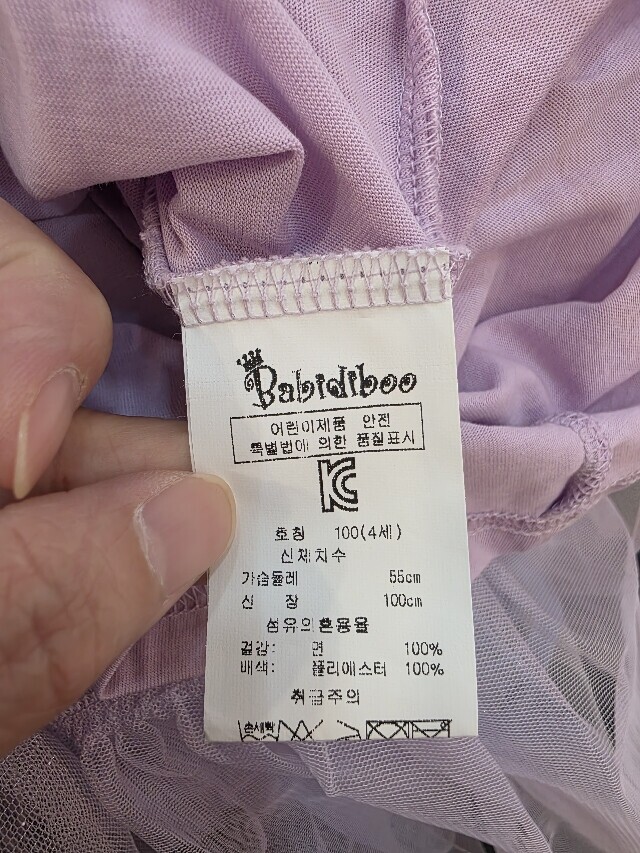 Babidiboo
어린이제품 안전
특별법에 의한 품질표시
KC
호칭 100(4세)
신체치수
가슴둘레 55cm
신 장 100cm
섬유의혼용율
겉감: 면 100%
배색: 폴리에스터 100%
취급주의
손세탁